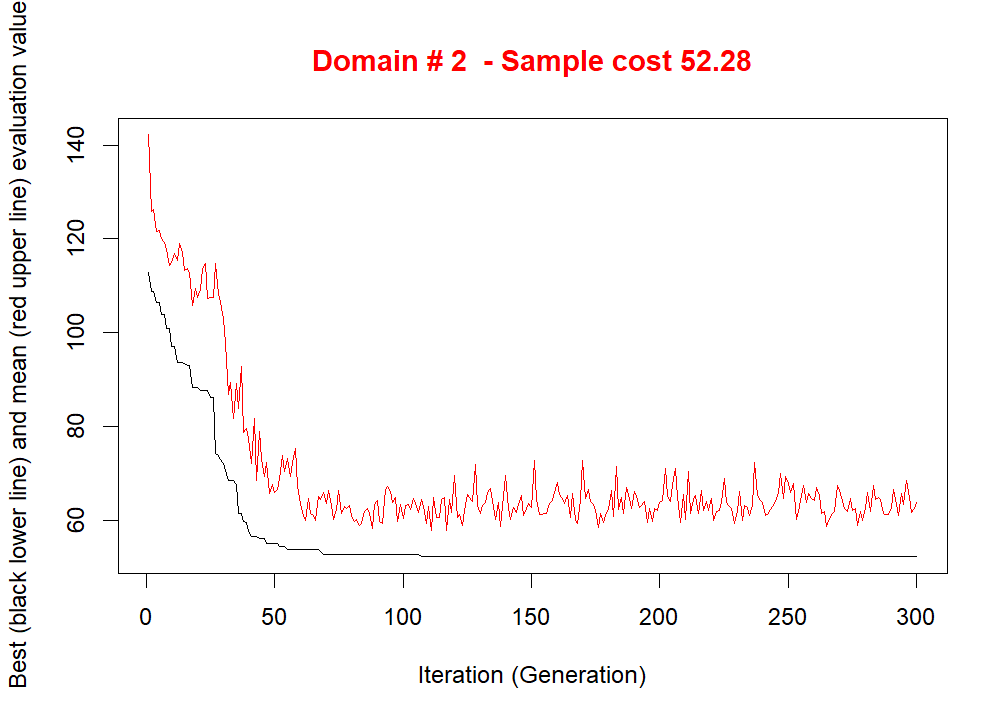 Domain # 2  - Sample cost 52.28
Best (black lower line) and mean (red upper line) evaluation value
140
120
100
80
60
0 50 100 150 200 250 300
Iteration (Generation)